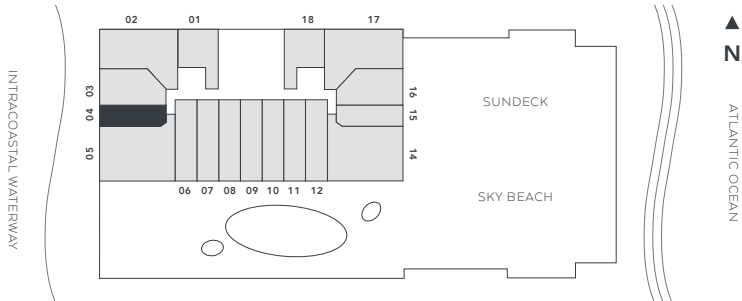 02 01 18 17
N
03
16
04
15
05
14
SUNDECK
SKY BEACH
06 07 08 09 10 11 12
INTRACOASTAL WATERWAY
ATLANTIC OCEAN